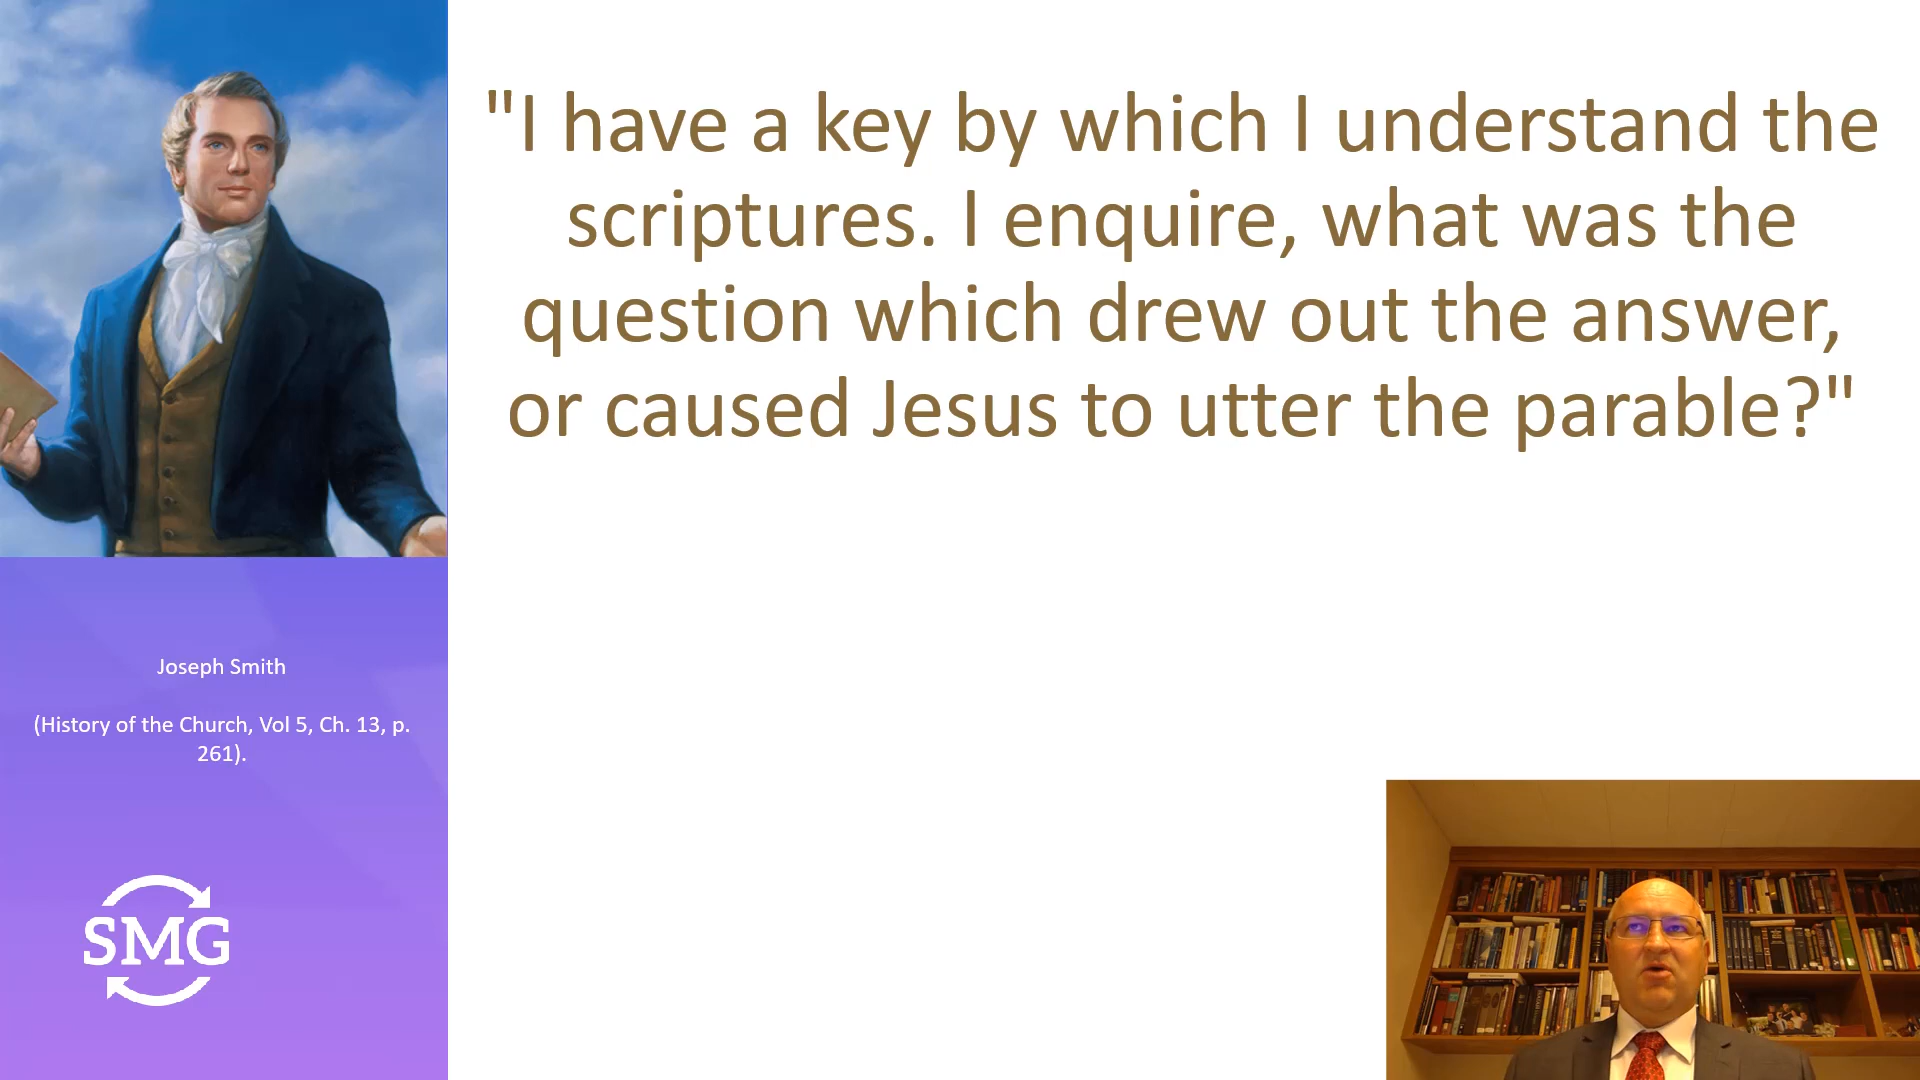 "I have a key by which I understand the
scriptures. I enquire, what was the
question which drew out the answer,
or caused Jesus to utter the parable?"
Joseph Smith
(History of the Church, Vol 5, Ch. 13, p.
261).
SMG